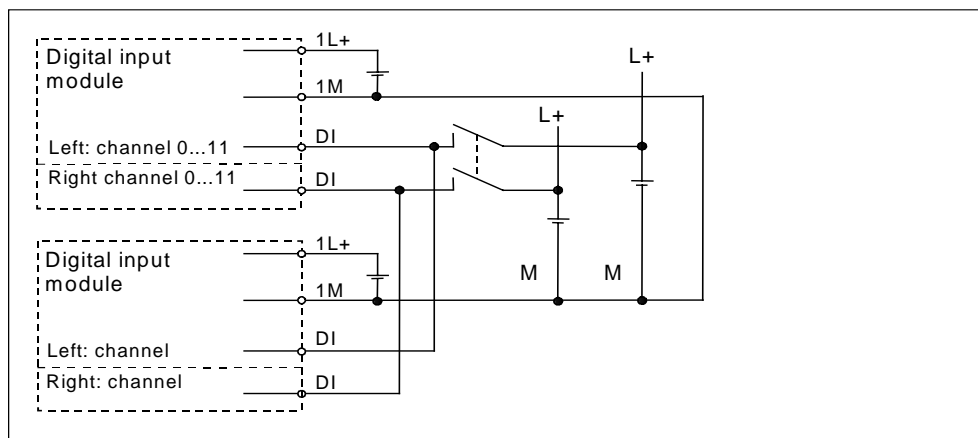 Digital input
module
1L+
1M
L+
L+
Left: channel 0...11
DI
Right channel 0...11
DI
Digital input
module
1L+
1M
M
M
Left: channel
DI
Right: channel
DI